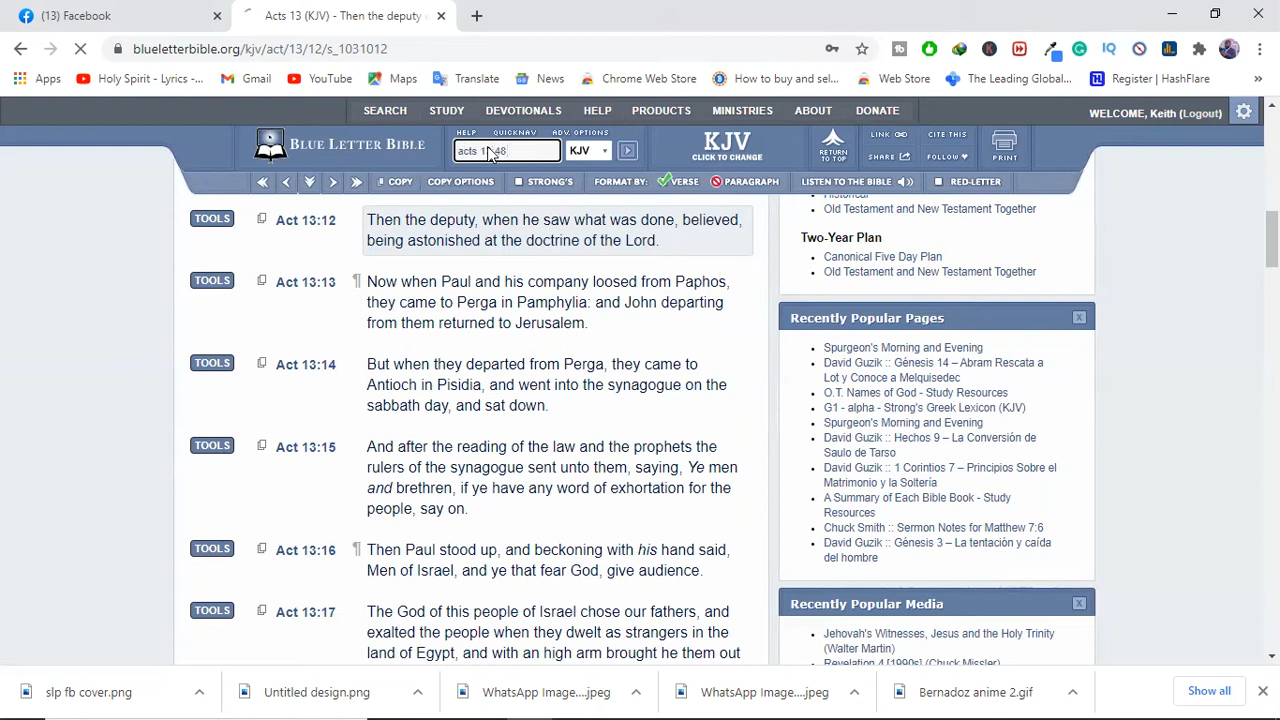 (13) Facebook
Acts 13 (KJV) - Then the deputy
blueletterbible.org/kjv/act/13/12/s_1031012
Apps
Holy Spirit - Lyrics -...
Gmail
YouTube
Maps
Translate
News
Chrome Web Store
How to buy and sel...
Web Store
The Leading Global...
Register | HashFlare
SEARCH STUDY DEVOTIONALS HELP PRODUCTS MINISTRIES ABOUT DONATE
WELCOME, Keith (Logout)
BLUE LETTER BIBLE
HELP QUICKNAV ADV. OPTIONS
acts 48
KJV
KJV
CLICK TO CHANGE
RETURN
TO TOP
LINK
CITE THIS
SHARE
FOLLOW
PRINT
COPY COPY OPTIONS STRONG'S FORMAT BY: VERSE PARAGRAPH LISTEN TO THE BIBLE RED-LETTER
TOOLS
Act 13:12
Then the deputy, when he saw what was done, believed,
being astonished at the doctrine of the Lord.
TOOLS
Act 13:13
¶ Now when Paul and his company loosed from Paphos,
they came to Perga in Pamphylia: and John departing
from them returned to Jerusalem.
TOOLS
Act 13:14
But when they departed from Perga, they came to
Antioch in Pisidia, and went into the synagogue on the
sabbath day, and sat down.
TOOLS
Act 13:15
And after the reading of the law and the prophets the
rulers of the synagogue sent unto them, saying, Ye men
and brethren, if ye have any word of exhortation for the
people, say on.
TOOLS
Act 13:16
¶ Then Paul stood up, and beckoning with his hand said,
Men of Israel, and ye that fear God, give audience.
TOOLS
Act 13:17
The God of this people of Israel chose our fathers, and
exalted the people when they dwelt as strangers in the
land of Egypt, and with an high arm brought he them out
Historical
Old Testament and New Testament Together
Two-Year Plan
Canonical Five Day Plan
Old Testament and New Testament Together
Recently Popular Pages
Spurgeon's Morning and Evening
David Guzik :: Génesis 14 – Abram Rescata a
Lot y Conoce a Melquisedec
O.T. Names of God - Study Resources
G1 - alpha - Strong's Greek Lexicon (KJV)
Spurgeon's Morning and Evening
David Guzik :: Hechos 9 – La Conversión de
Saulo de Tarso
David Guzik :: 1 Corintios 7 – Principios Sobre el
Matrimonio y la Soltería
A Summary of Each Bible Book - Study
Resources
Chuck Smith :: Sermon Notes for Matthew 7:6
David Guzik :: Génesis 3 – La tentación y caída
del hombre
Recently Popular Media
Jehovah's Witnesses, Jesus and the Holy Trinity
(Walter Martin)
Revelation 4 [1990s] (Chuck Missler)
slp fb cover.png
Untitled design.png
WhatsApp Image....jpeg
WhatsApp Image....jpeg
Bernadoz anime 2.gif
Show all